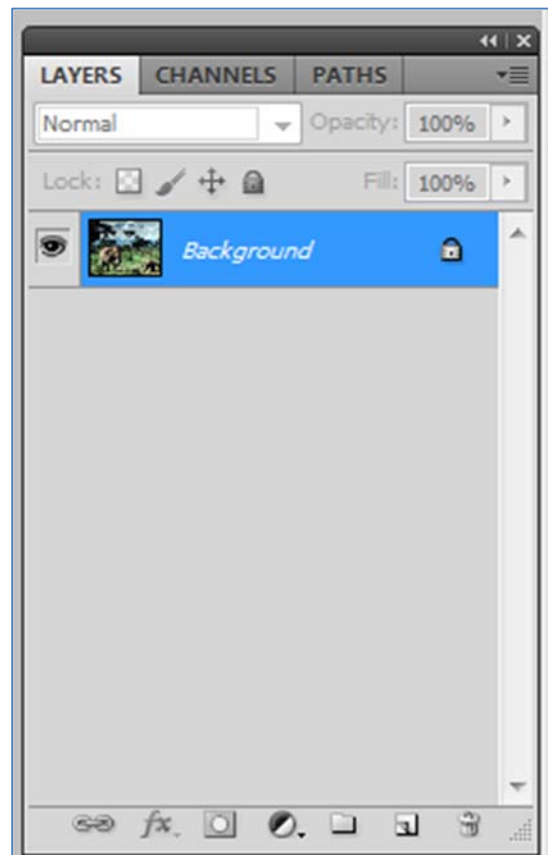 LAYERS CHANNELS PATHS
Normal Opacity: 100%
Lock: Fill: 100%
Background
fx.